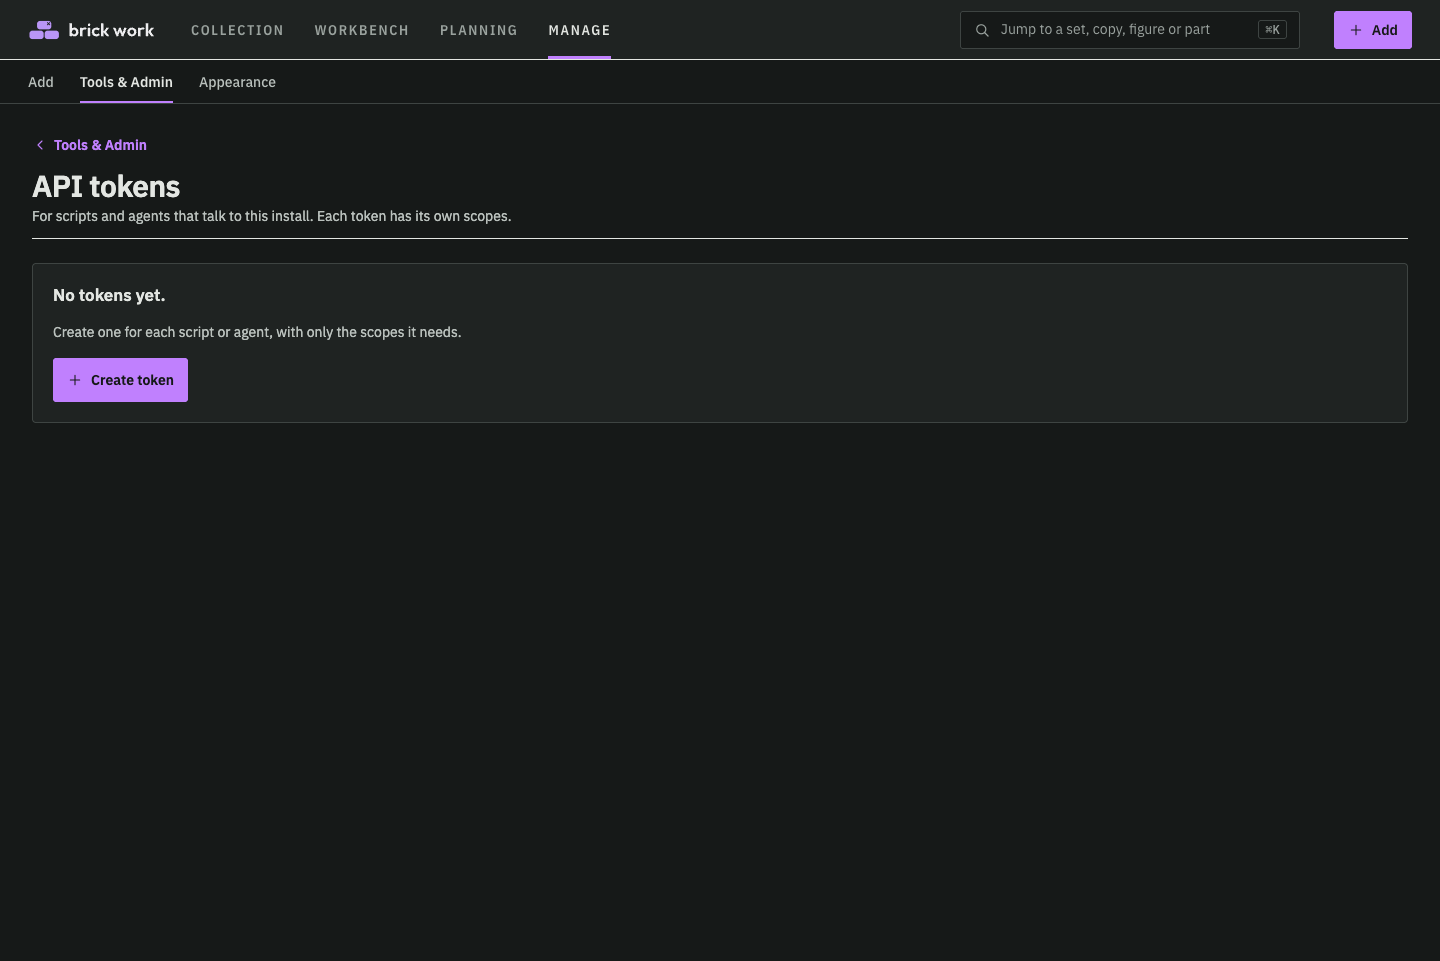 brick work
COLLECTION
WORKBENCH
PLANNING
MANAGE
Jump to a set, copy, figure or part
⌘K
Add
Add
Tools & Admin
Appearance
Tools & Admin
API tokens
For scripts and agents that talk to this install. Each token has its own scopes.
No tokens yet.
Create one for each script or agent, with only the scopes it needs.
Create token